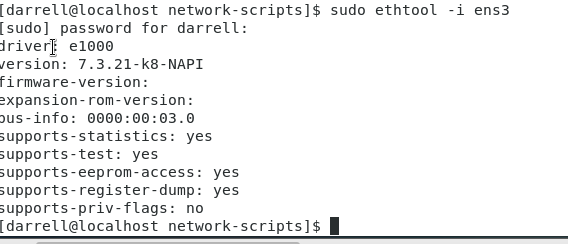 [darrell@localhost network-scripts]$ sudo ethtool -i ens3
[sudo] password for darrell:
driver: e1000
version: 7.3.21-k8-NAPI
firmware-version:
expansion-rom-version:
bus-info: 0000:00:03.0
supports-statistics: yes
supports-test: yes
supports-eeprom-access: yes
supports-register-dump: yes
supports-priv-flags: no
[darrell@localhost network-scripts]$